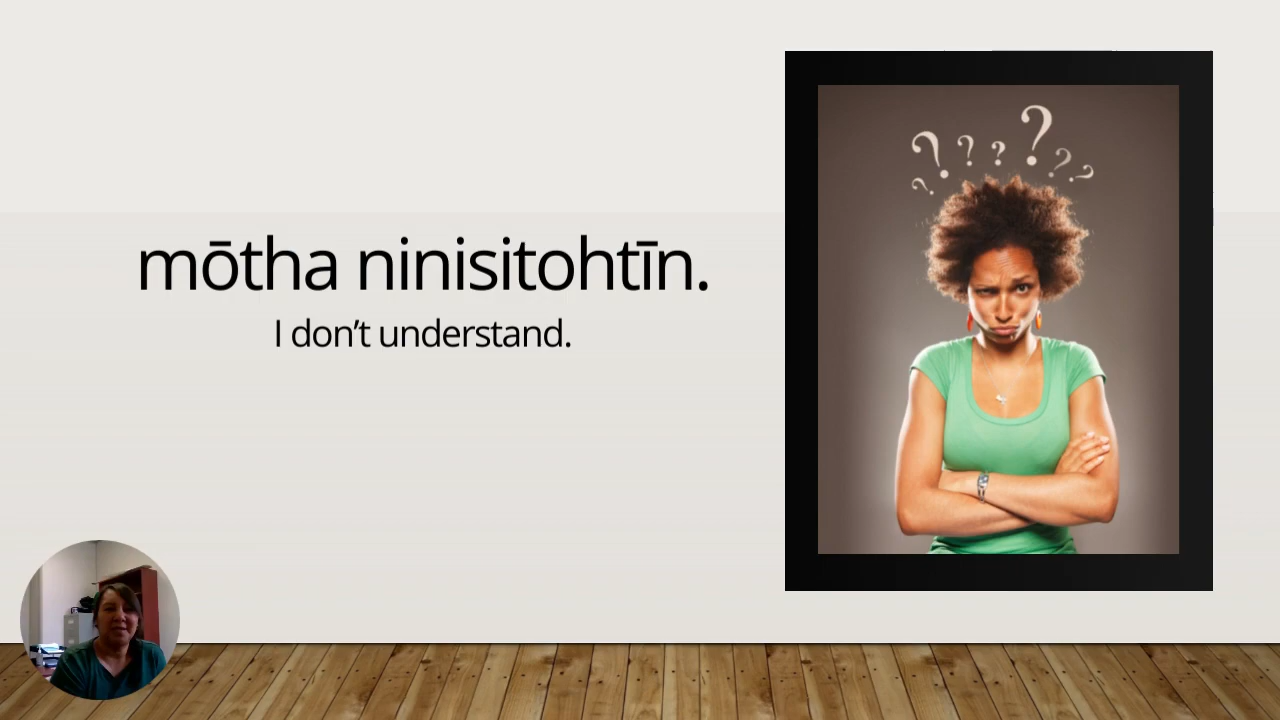 mōtha ninisitohtīn.
I don't understand.
? ? ? ? ? ? ?